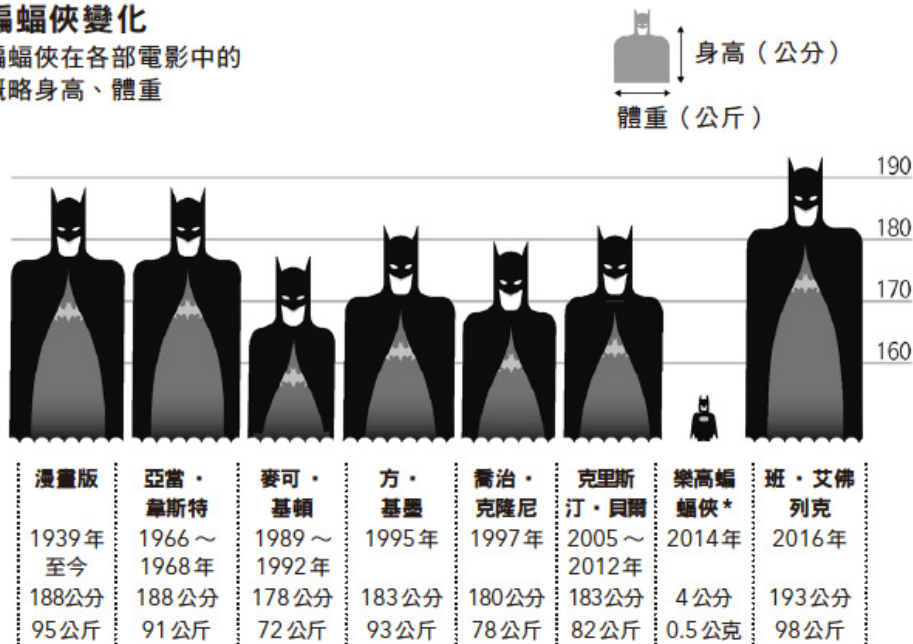 蝙蝠俠變化
蝙蝠俠在各部電影中的
概略身高、體重
身高（公分）
體重（公斤）
190
180
170
160
漫畫版
1939年
至今
188公分
95公斤
亞當・
韋斯特
1966～
1968年
188公分
91公斤
麥可・
基頓
1989～
1992年
178公分
72公斤
方・
基墨
1995年
183公分
93公斤
喬治・
克隆尼
1997年
180公分
78公斤
克里斯
汀・貝爾
2005～
2012年
183公分
82公斤
樂高蝙
蝠俠*
2014年
4公分
0.5公克
班・艾佛
列克
2016年
193公分
98公斤